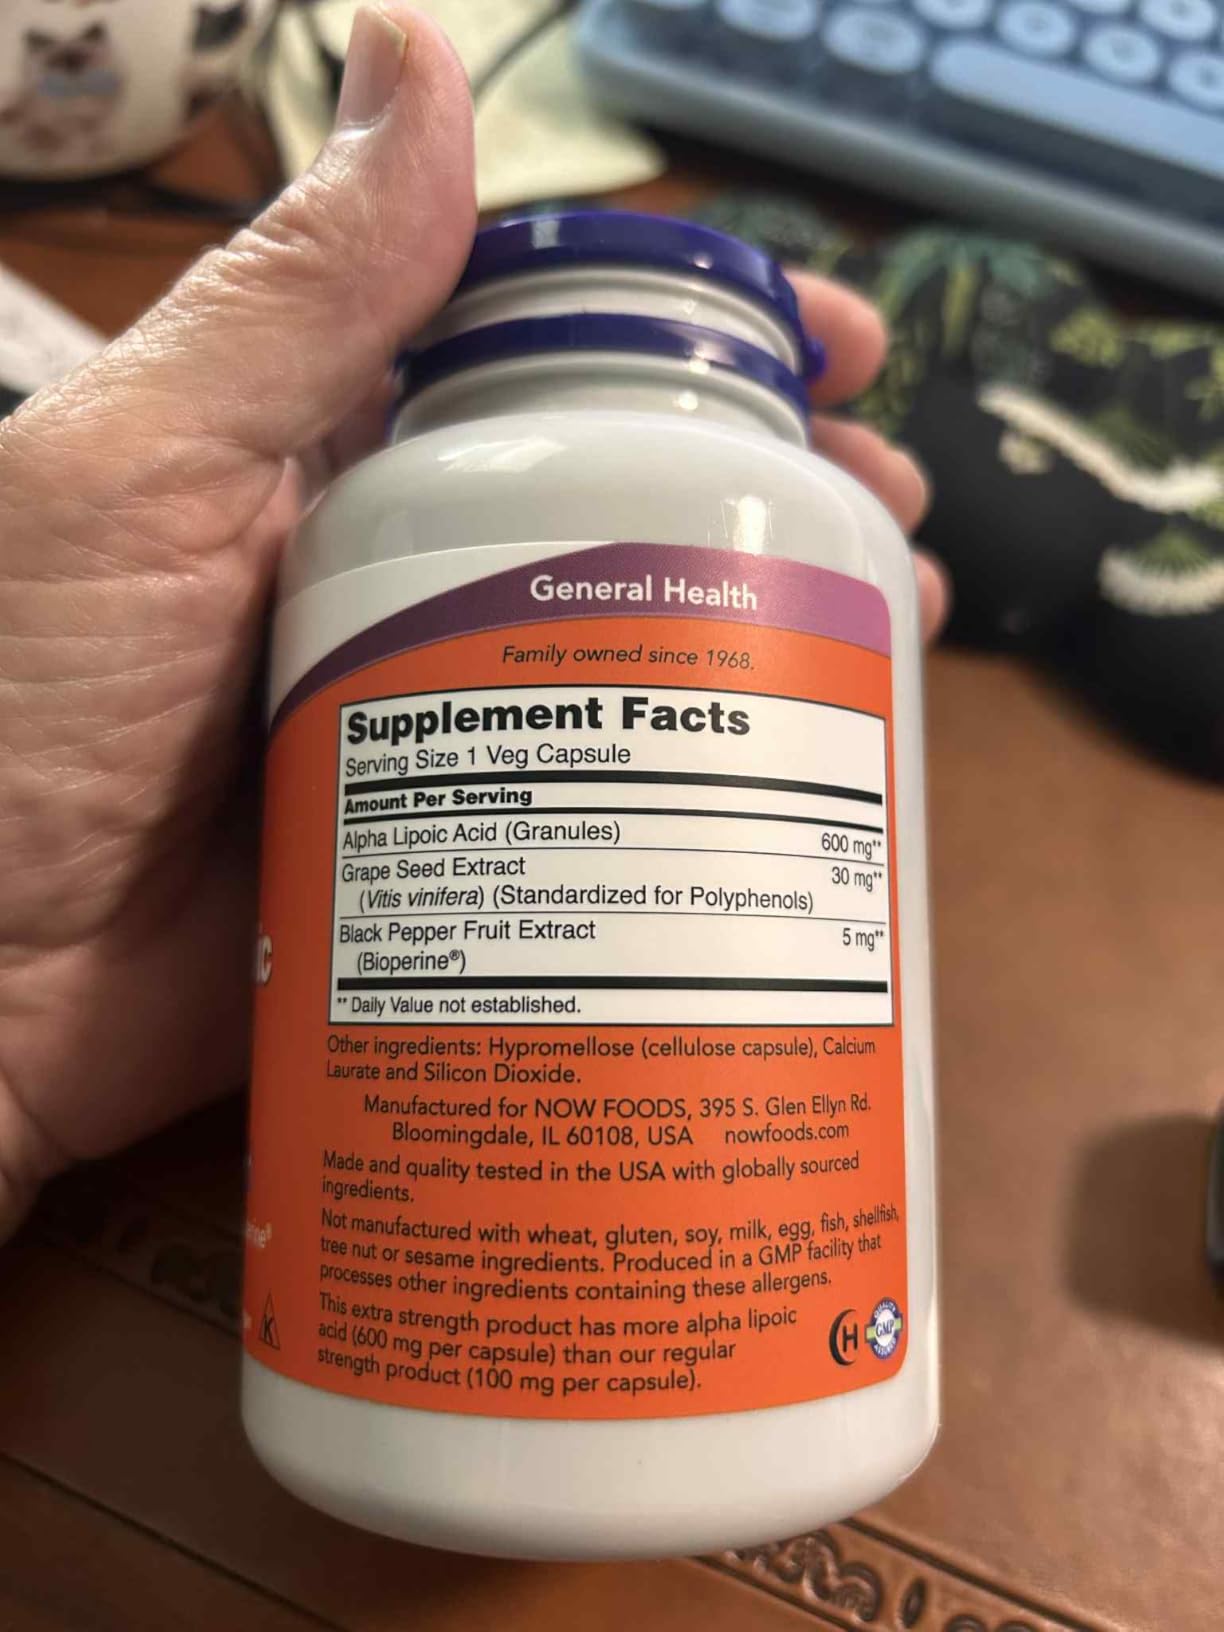 General Health
Family owned since 1968.
Supplement Facts
Serving Size 1 Veg Capsule
Amount Per Serving
Alpha Lipoic Acid (Granules) 600 mg**
Grape Seed Extract 30 mg**
(Vitis vinifera) (Standardized for Polyphenols)
Black Pepper Fruit Extract 5 mg**
(Bioperine®)
** Daily Value not established.
Other ingredients: Hypromellose (cellulose capsule), Calcium
Laurate and Silicon Dioxide.
Manufactured for NOW FOODS, 395 S. Glen Ellyn Rd.
Bloomingdale, IL 60108, USA nowfoods.com
Made and quality tested in the USA with globally sourced
ingredients.
Not manufactured with wheat, gluten, soy, milk, egg, fish, shellfish,
tree nut or sesame ingredients. Produced in a GMP facility that
processes other ingredients containing these allergens.
This extra strength product has more alpha lipoic
acid (600 mg per capsule) than our regular
strength product (100 mg per capsule).
K
H
QUALITY
GMP
ic